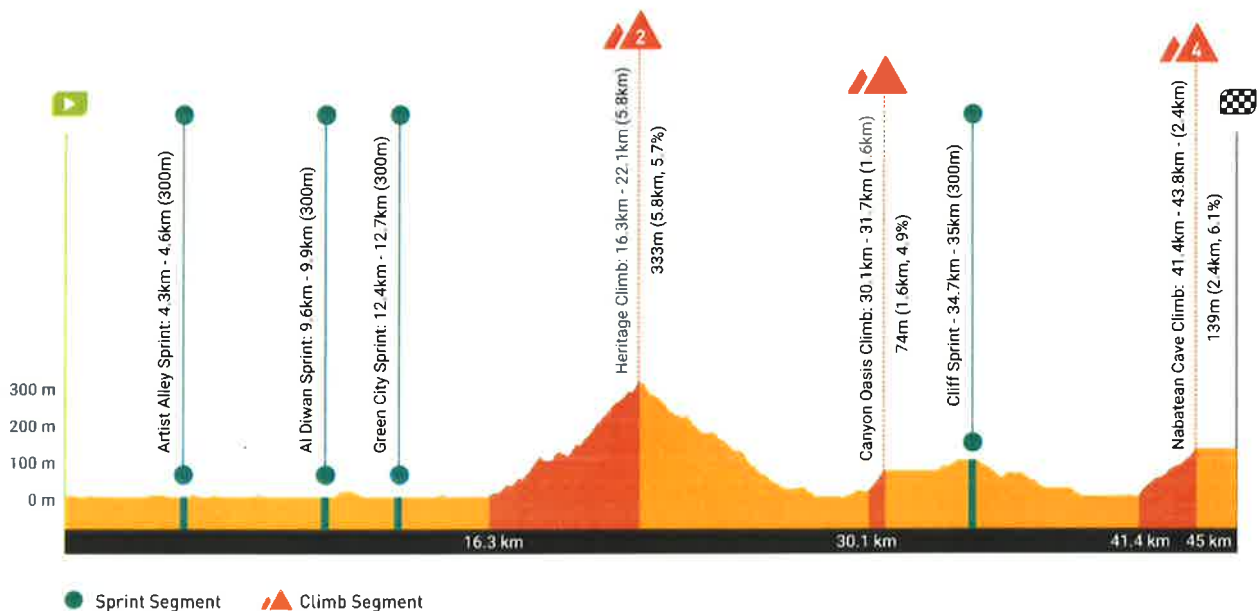 2
4
Artist Alley Sprint: 4.3km - 4.6km (300m)
Al Diwan Sprint: 9.6km - 9.9km (300m)
Green City Sprint: 12.4km - 12.7km (300m)
Heritage Climb: 16.3km - 22.1km (5.8km)
333m (5.8km, 5.7%)
Canyon Oasis Climb: 30.1km - 31.7km (1.6km)
74m (1.6km, 4.9%)
Cliff Sprint - 34.7km - 35km (300m)
Nabatean Cave Climb: 41.4km - 43.8km - (2.4km)
139m (2.4km, 6.1%)
300 m
200 m
100 m
0 m
16.3 km
30.1 km
41.4 km
45 km
Sprint Segment
Climb Segment